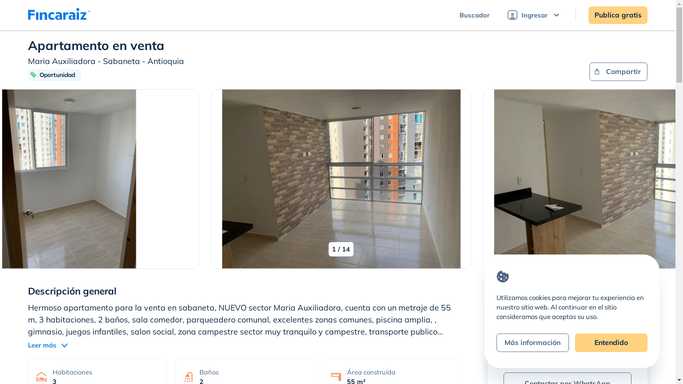 Fincaraiz
Buscador
Ingresar
Publica gratis
Apartamento en venta
Maria Auxiliadora - Sabaneta - Antioquia
Oportunidad
Compartir
1 / 14
Descripción general
Hermoso apartamento para la venta en sabaneta, NUEVO sector Maria Auxiliadora, cuenta con un metraje de 55
m, 3 habitaciones, 2 baños, sala comedor, parqueadero comunal, excelentes zonas comunes, piscina amplia, ,
gimnasio, juegos infantiles, salon social, zona campestre sector muy tranquilo y campestre, transporte publico...
Leer más
Habitaciones
3
Baños
2
Área construida
55 m²
Utilizamos cookies para mejorar tu experiencia en
nuestro sitio web. Al continuar en el sitio
consideramos que aceptas su uso.
Más información
Entendido
Contactar por WhatsApp